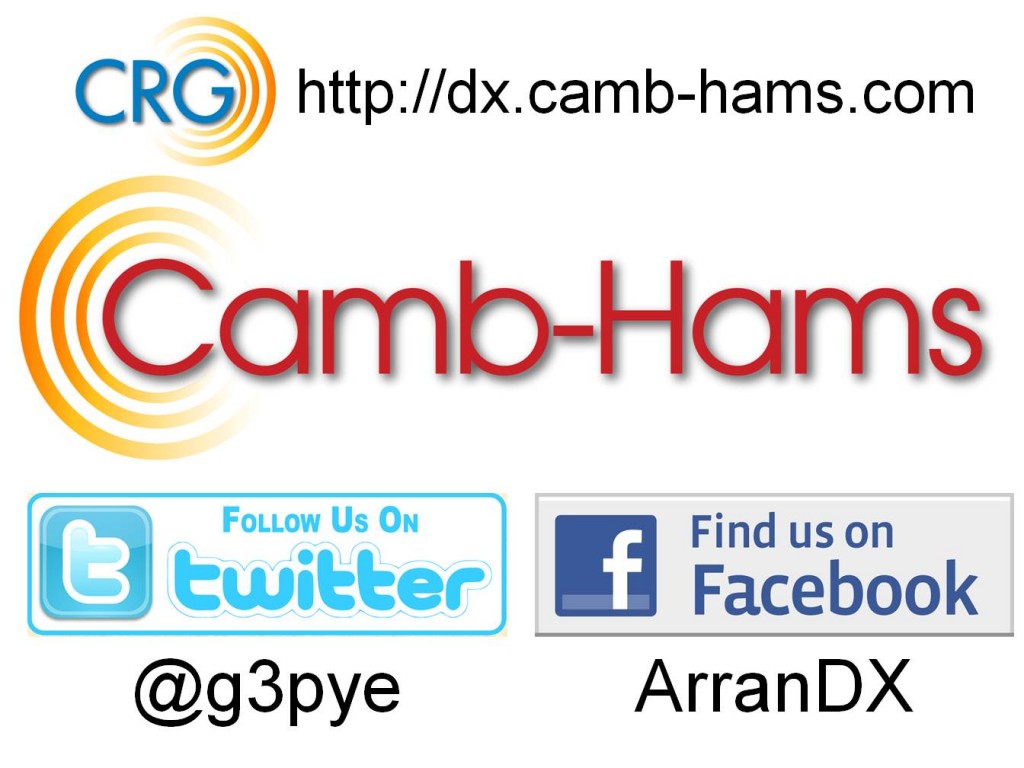 CRG http://dx.camb-hams.com
Camb-Hams
t
FOLLOW US ON
twitter
f
Find us on
Facebook
@g3pye
ArranDX